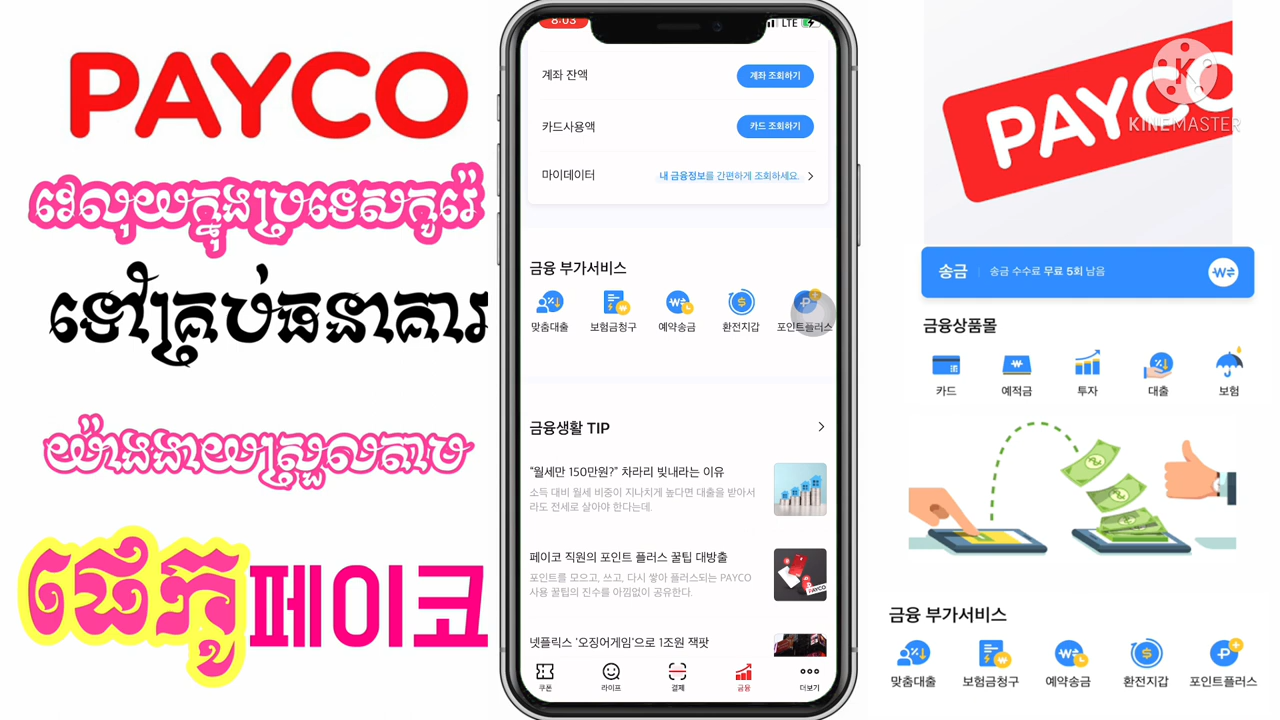 PAYCO
វេលុយក្នុងប្រទេសកូរ៉េ
ទៅគ្រប់ធនាគារ
យ៉ាងងាយស្រួលតាម
ផេកូ페이코
8:03
LTE
계좌 잔액
계좌 조회하기
카드사용액
카드 조회하기
마이데이터
내 금융정보를 간편하게 조회하세요.
금융 부가서비스
맞춤대출 보험금청구 예약송금 환전지갑 포인트플러스
금융생활 TIP
"월세만 150만원?" 차라리 빚내라는 이유
소득 대비 월세 비중이 지나치게 높다면 대출을 받아서
라도 전세로 살아야 한다는데.
페이코 직원의 포인트 플러스 꿀팁 대방출
포인트를 모으고, 쓰고, 다시 쌓아 플러스되는 PAYCO
사용 꿀팁의 진수를 아낌없이 공유한다.
PAYCO
넷플릭스 '오징어게임'으로 1조원 잭팟
쿠폰 라이프 결제 금융 더보기
PAYCO
KINEMASTER
송금 송금 수수료 무료 5회 남음
금융상품몰
카드 예적금 투자 대출 보험
금융 부가서비스
맞춤대출 보험금청구 예약송금 환전지갑 포인트플러스